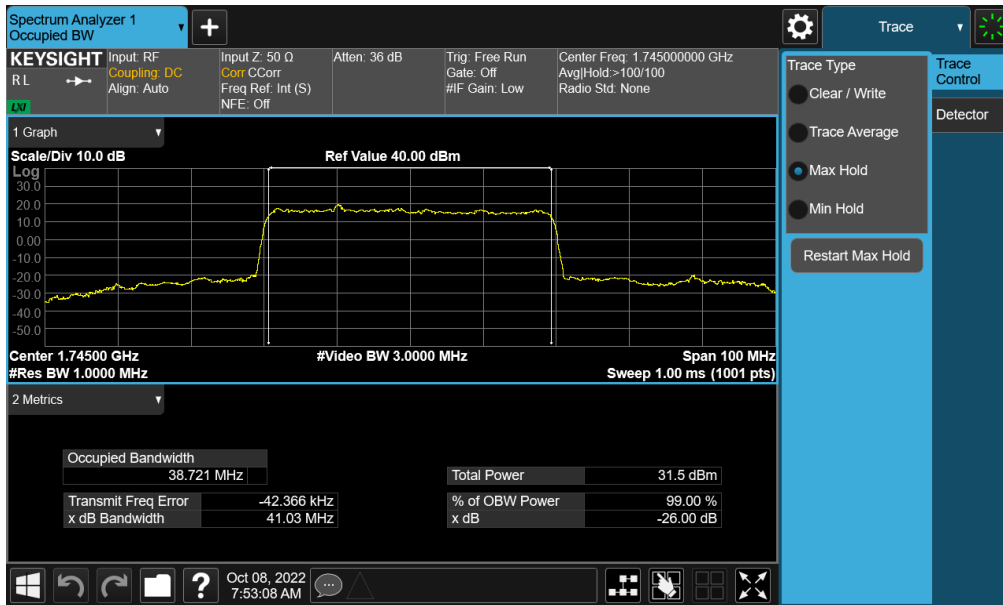 Spectrum Analyzer 1
Occupied BW
Trace
KEYSIGHT
RL
LXI
Input: RF
Coupling: DC
Align: Auto
Input Z: 50 Ω
Corr CCorr
Freq Ref: Int (S)
NFE: Off
Atten: 36 dB
Trig: Free Run
Gate: Off
#IF Gain: Low
Center Freq: 1.745000000 GHz
Avg|Hold:>100/100
Radio Std: None
Trace Type
Clear / Write
Trace Average
Max Hold
Min Hold
Restart Max Hold
Trace
Control
Detector
1 Graph
Scale/Div 10.0 dB
Ref Value 40.00 dBm
Log
30.0
20.0
10.0
0.00
-10.0
-20.0
-30.0
-40.0
-50.0
Center 1.74500 GHz
#Video BW 3.0000 MHz
Span 100 MHz
#Res BW 1.0000 MHz
Sweep 1.00 ms (1001 pts)
2 Metrics
Occupied Bandwidth
38.721 MHz
Total Power 31.5 dBm
Transmit Freq Error -42.366 kHz
% of OBW Power 99.00 %
x dB Bandwidth 41.03 MHz
x dB -26.00 dB
?
Oct 08, 2022
7:53:08 AM